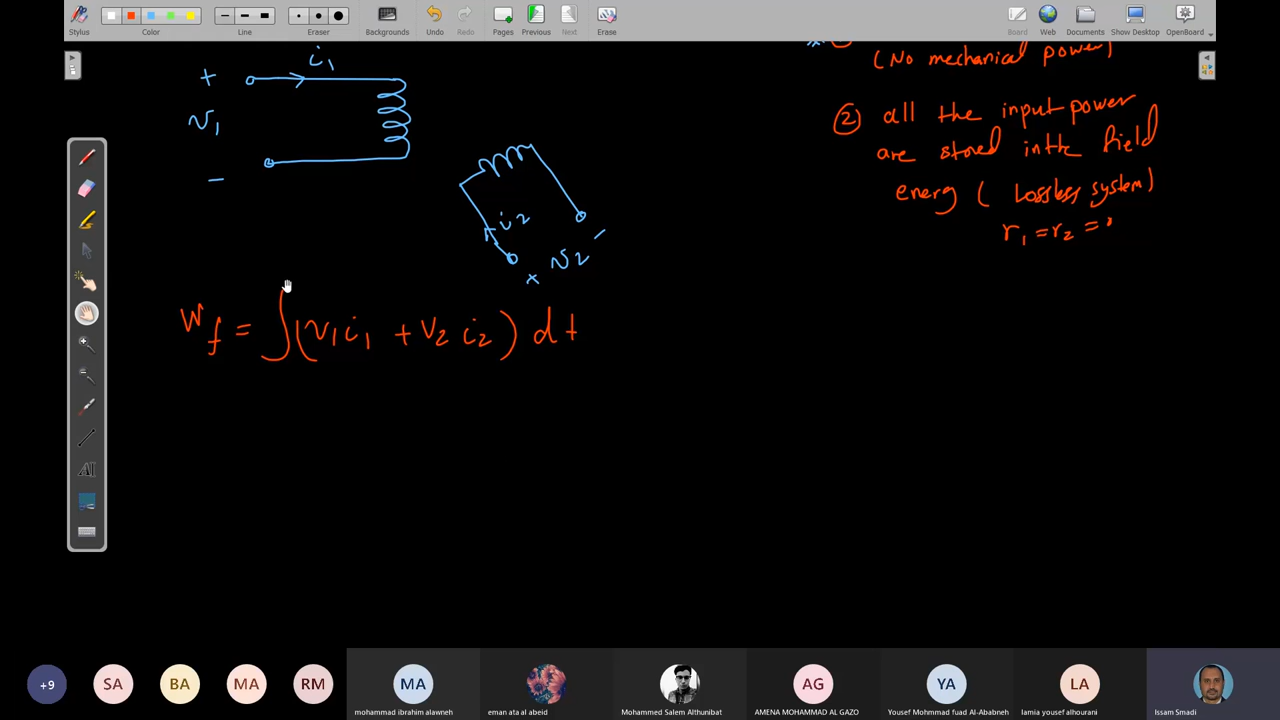 Stylus
Color
Line
Eraser
Backgrounds
Undo
Redo
Pages
Previous
Next
Erase
Board
Web
Documents
Show Desktop
OpenBoard
i1
+
v1
-
i2
+ v2 -
(No mechanical power)
② all the input power
are stored in the field
energ ( Lossless system)
r1 = r2 = 0
Wf = ∫(v1 i1 + v2 i2) dt
AI
+9
SA
BA
MA
RM
MA
AG
YA
LA
mohammad ibrahim alawneh
eman ata al abeid
Mohammed Salem Althunibat
AMENA MOHAMMAD AL GAZO
Yousef Mohmmad fuad Al-Ababneh
lamia yousef alhourani
Issam Smadi